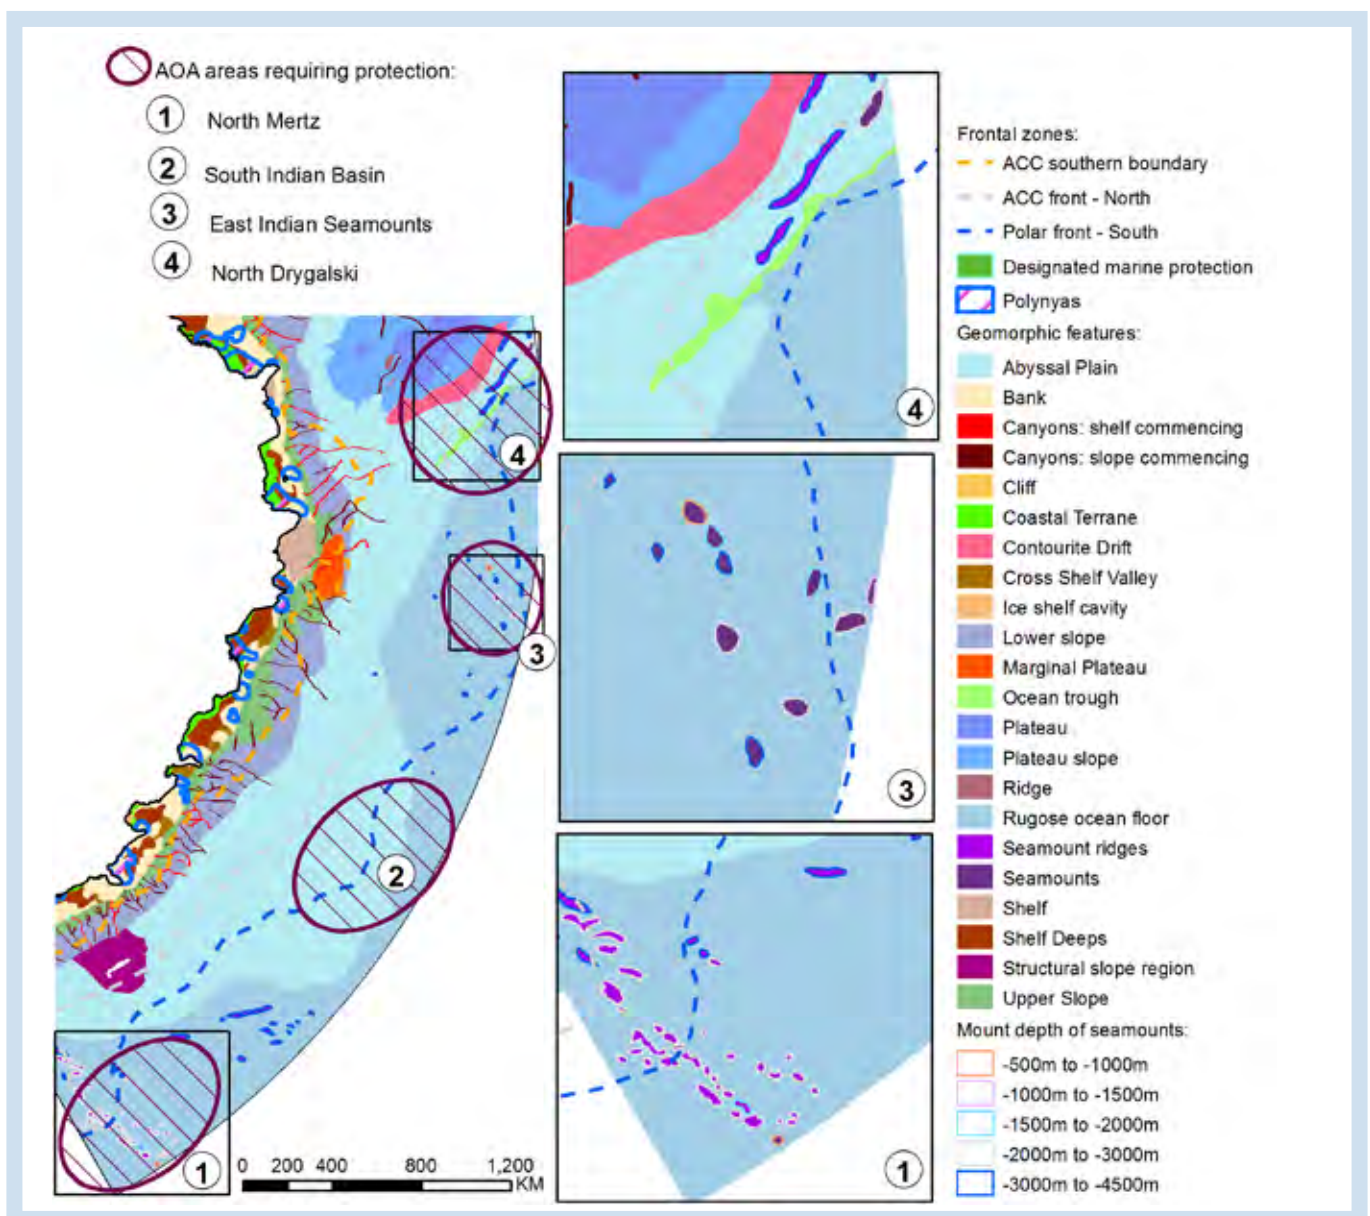 AOA areas requiring protection:
1 North Mertz
2 South Indian Basin
3 East Indian Seamounts
4 North Drygalski
4
3
2
1
0 200 400 800 1,200
KM
4
3
1
Frontal zones:
ACC southern boundary
ACC front - North
Polar front - South
Designated marine protection
Polynyas
Geomorphic features:
Abyssal Plain
Bank
Canyons: shelf commencing
Canyons: slope commencing
Cliff
Coastal Terrane
Contourite Drift
Cross Shelf Valley
Ice shelf cavity
Lower slope
Marginal Plateau
Ocean trough
Plateau
Plateau slope
Ridge
Rugose ocean floor
Seamount ridges
Seamounts
Shelf
Shelf Deeps
Structural slope region
Upper Slope
Mount depth of seamounts:
-500m to -1000m
-1000m to -1500m
-1500m to -2000m
-2000m to -3000m
-3000m to -4500m